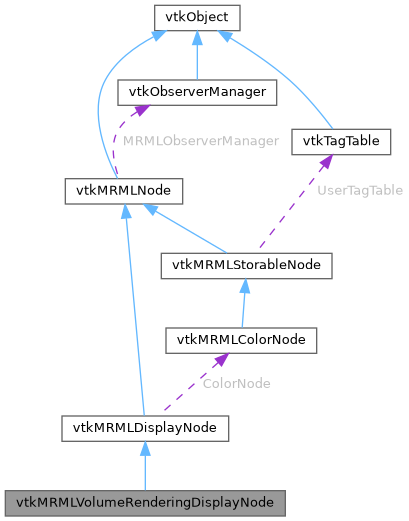 vtkObject
vtkObserverManager
MRMLObserverManager
vtkTagTable
vtkMRMLNode
UserTagTable
vtkMRMLStorableNode
vtkMRMLColorNode
ColorNode
vtkMRMLDisplayNode
vtkMRMLVolumeRenderingDisplayNode